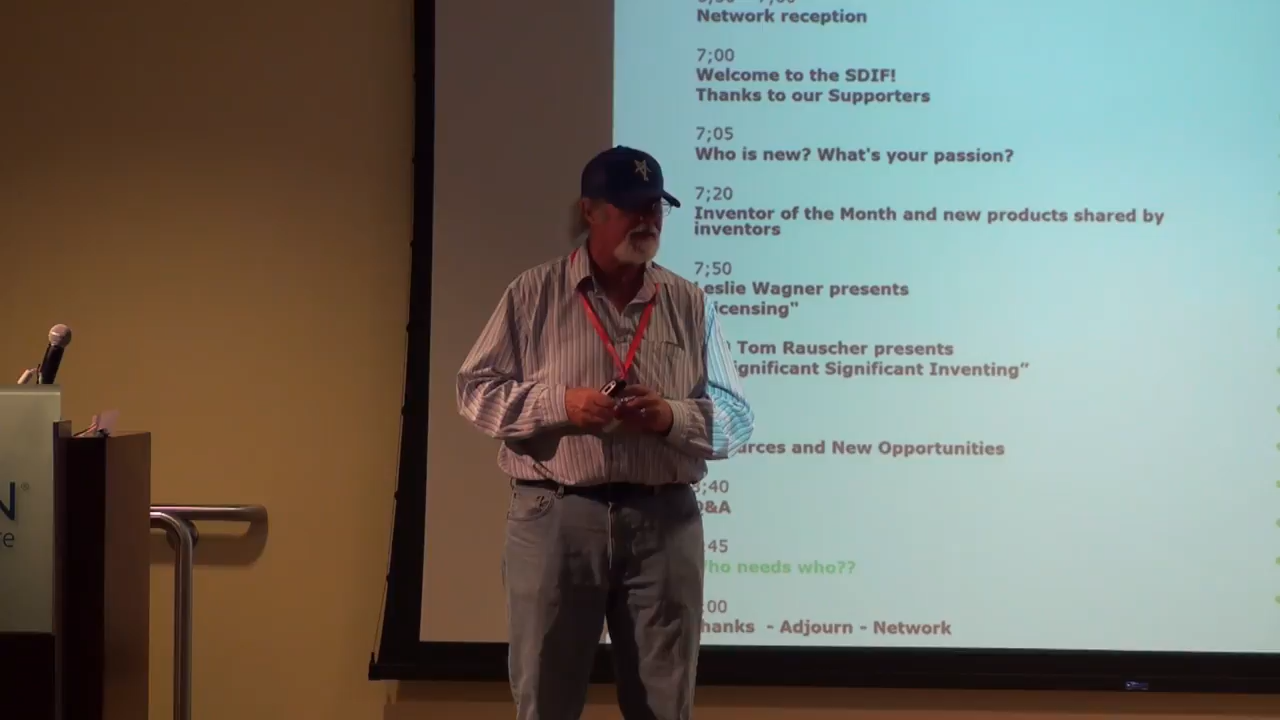 Network reception
7;00
Welcome to the SDIF!
Thanks to our Supporters
7;05
Who is new? What's your passion?
7;20
Inventor of the Month and new products shared by
inventors
7;50
eslie Wagner presents
icensing"
Tom Rauscher presents
ignificant Significant Inventing”
urces and New Opportunities
;40
Q&A
45
ho needs who??
:00
hanks - Adjourn - Network
N®
re